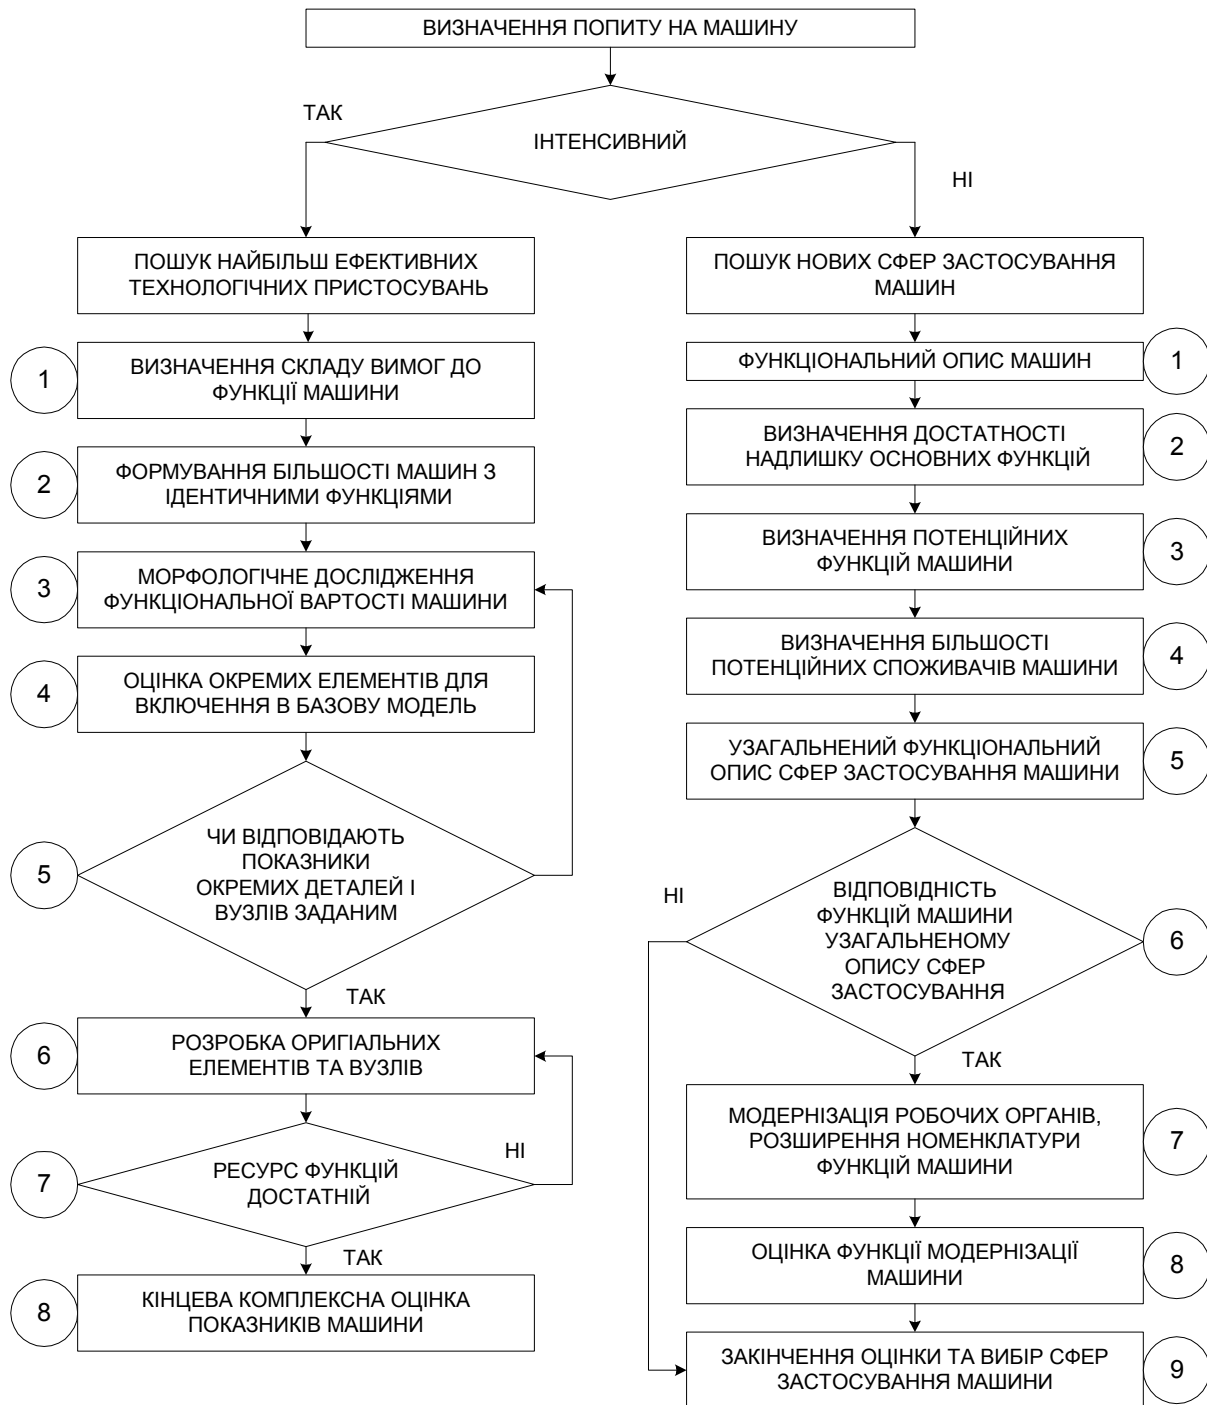 ВИЗНАЧЕННЯ ПОПИТУ НА МАШИНУ
ТАК
ІНТЕНСИВНИЙ
НІ
ПОШУК НАЙБІЛЬШ ЕФЕКТИВНИХ
ТЕХНОЛОГІЧНИХ ПРИСТОСУВАНЬ
1
ВИЗНАЧЕННЯ СКЛАДУ ВИМОГ ДО
ФУНКЦІЇ МАШИНИ
2
ФОРМУВАННЯ БІЛЬШОСТІ МАШИН З
ІДЕНТИЧНИМИ ФУНКЦІЯМИ
3
МОРФОЛОГІЧНЕ ДОСЛІДЖЕННЯ
ФУНКЦІОНАЛЬНОЇ ВАРТОСТІ МАШИНИ
4
ОЦІНКА ОКРЕМИХ ЕЛЕМЕНТІВ ДЛЯ
ВКЛЮЧЕННЯ В БАЗОВУ МОДЕЛЬ
5
ЧИ ВІДПОВІДАЮТЬ
ПОКАЗНИКИ
ОКРЕМИХ ДЕТАЛЕЙ І
ВУЗЛІВ ЗАДАНИМ
ТАК
6
РОЗРОБКА ОРИГІАЛЬНИХ
ЕЛЕМЕНТІВ ТА ВУЗЛІВ
7
РЕСУРС ФУНКЦІЙ
ДОСТАТНІЙ
НІ
ТАК
8
КІНЦЕВА КОМПЛЕКСНА ОЦІНКА
ПОКАЗНИКІВ МАШИНИ
ПОШУК НОВИХ СФЕР ЗАСТОСУВАННЯ
МАШИН
ФУНКЦІОНАЛЬНИЙ ОПИС МАШИН
1
ВИЗНАЧЕННЯ ДОСТАТНОСТІ
НАДЛИШКУ ОСНОВНИХ ФУНКЦІЙ
2
ВИЗНАЧЕННЯ ПОТЕНЦІЙНИХ
ФУНКЦІЙ МАШИНИ
3
ВИЗНАЧЕННЯ БІЛЬШОСТІ
ПОТЕНЦІЙНИХ СПОЖИВАЧІВ МАШИНИ
4
УЗАГАЛЬНЕНИЙ ФУНКЦІОНАЛЬНИЙ
ОПИС СФЕР ЗАСТОСУВАННЯ МАШИНИ
5
НІ
ВІДПОВІДНІСТЬ
ФУНКЦІЙ МАШИНИ
УЗАГАЛЬНЕНОМУ
ОПИСУ СФЕР
ЗАСТОСУВАННЯ
6
ТАК
МОДЕРНІЗАЦІЯ РОБОЧИХ ОРГАНІВ,
РОЗШИРЕННЯ НОМЕНКЛАТУРИ
ФУНКЦІЙ МАШИНИ
7
ОЦІНКА ФУНКЦІЇ МОДЕРНІЗАЦІЇ
МАШИНИ
8
ЗАКІНЧЕННЯ ОЦІНКИ ТА ВИБІР СФЕР
ЗАСТОСУВАННЯ МАШИНИ
9